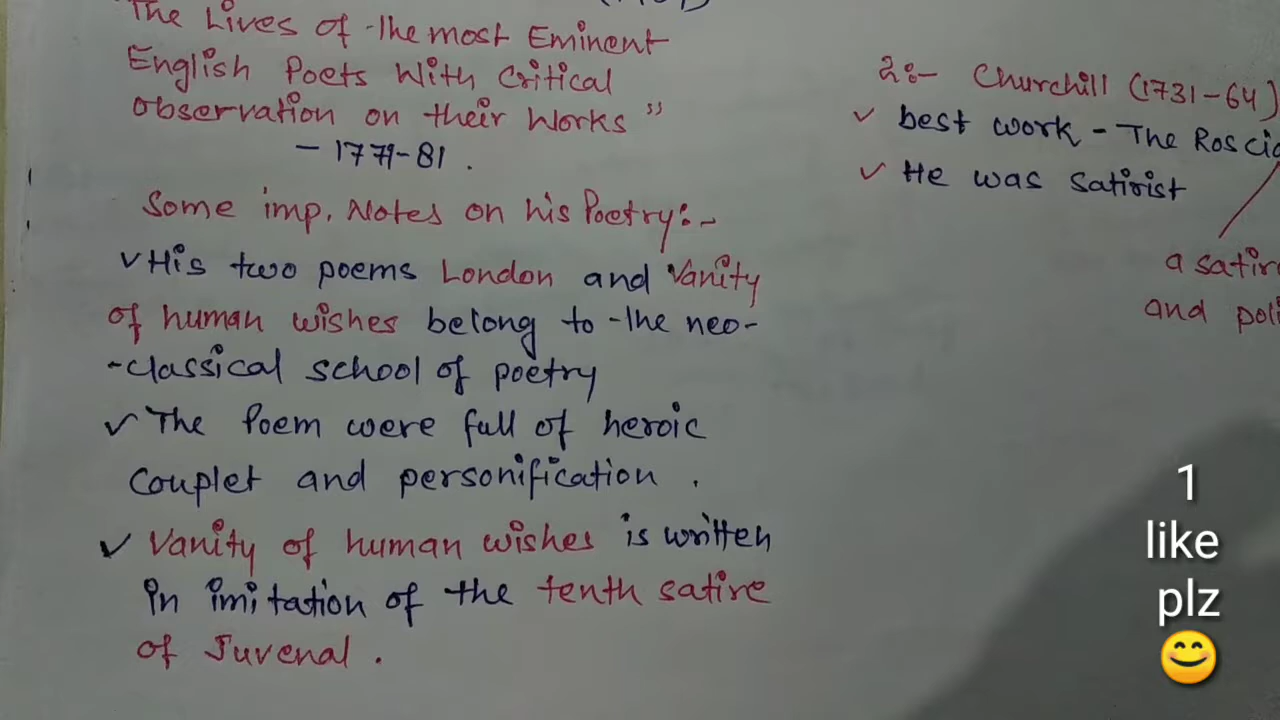 "The Lives of the most Eminent
English Poets With Critical
Observation on their Works"
- 1779-81.
Some imp. Notes on his Poetry:-
✓ His two poems London and Vanity
of human wishes belong to the neo-
-classical school of poetry
✓ The Poem were full of heroic
couplet and personification.
✓ Vanity of human wishes is written
in imitation of the tenth satire
of Juvenal.
2:- Churchill (1731-64)
✓ best work - The
✓ He was satirist
a
and
1
like
plz
😊